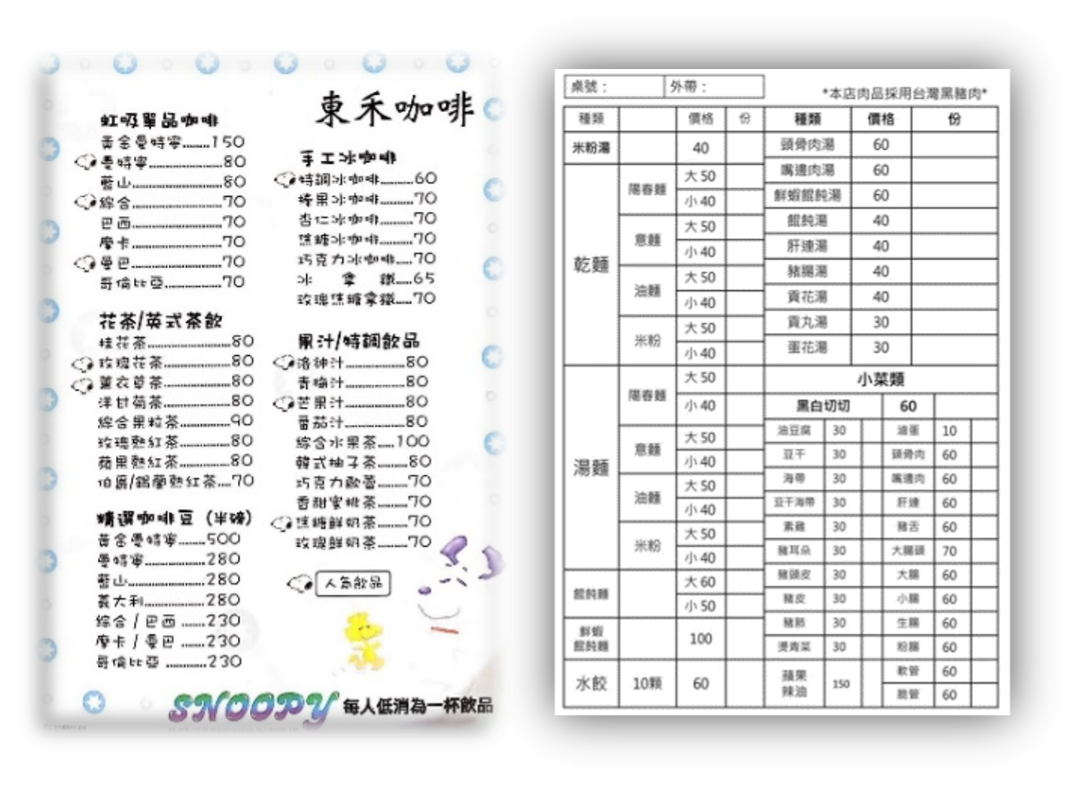 東禾咖啡
虹吸單品咖啡
黃金曼特寧........150
曼特寧........80
藍山........80
綜合........70
巴西........70
摩卡........70
曼巴........70
哥倫比亞........70
花茶/英式茶飲
桂花茶........80
玫瑰花茶........80
薰衣草茶........80
洋甘菊茶........80
綜合果粒茶........90
玫瑰熱紅茶........80
蘋果熱紅茶........80
伯爵/錫蘭熱紅茶....70
精選咖啡豆 (半磅)
黃金曼特寧.......500
曼特寧........280
藍山........280
義大利........280
綜合/巴西.......230
摩卡/曼巴.......230
哥倫比亞........230
手工冰咖啡
特調冰咖啡........60
榛果冰咖啡........70
杏仁冰咖啡........70
焦糖冰咖啡........70
巧克力冰咖啡.....70
冰 拿 鐵.....65
玫瑰焦糖拿鐵.....70
果汁/特調飲品
洛神汁........80
青梅汁........80
芒果汁........80
番茄汁........80
綜合水果茶....100
韓式柚子茶.....80
巧克力歐蕾.......70
香甜蜜桃茶.......70
焦糖鮮奶茶.......70
玫瑰鮮奶茶.......70
人氣飲品
SNOOPY 每人低消為一杯飲品
桌號： 外帶：
*本店肉品採用台灣黑豬肉*
種類 價格 份
米粉湯 40
乾麵
陽春麵 大 50
小 40
意麵 大 50
小 40
油麵 大 50
小 40
米粉 大 50
小 40
湯麵
陽春麵 大 50
小 40
意麵 大 50
小 40
油麵 大 50
小 40
米粉 大 50
小 40
餛飩麵 大 60
小 50
鮮蝦
餛飩麵 100
水餃 10顆 60
種類 價格 份
頭骨肉湯 60
嘴邊肉湯 60
鮮蝦餛飩湯 60
餛飩湯 40
肝連湯 40
豬腸湯 40
貢花湯 40
貢丸湯 30
蛋花湯 30
小菜類
黑白切切 60
油豆腐 30 滷蛋 10
豆干 30 頭骨肉 60
海帶 30 嘴邊肉 60
豆干海帶 30 肝連 60
素雞 30 豬舌 60
豬耳朵 30 大腸頭 70
豬頭皮 30 大腸 60
豬皮 30 小腸 60
豬肺 30 生腸 60
燙青菜 30 粉腸 60
蘋果
辣油 150
軟管 60
脆管 60